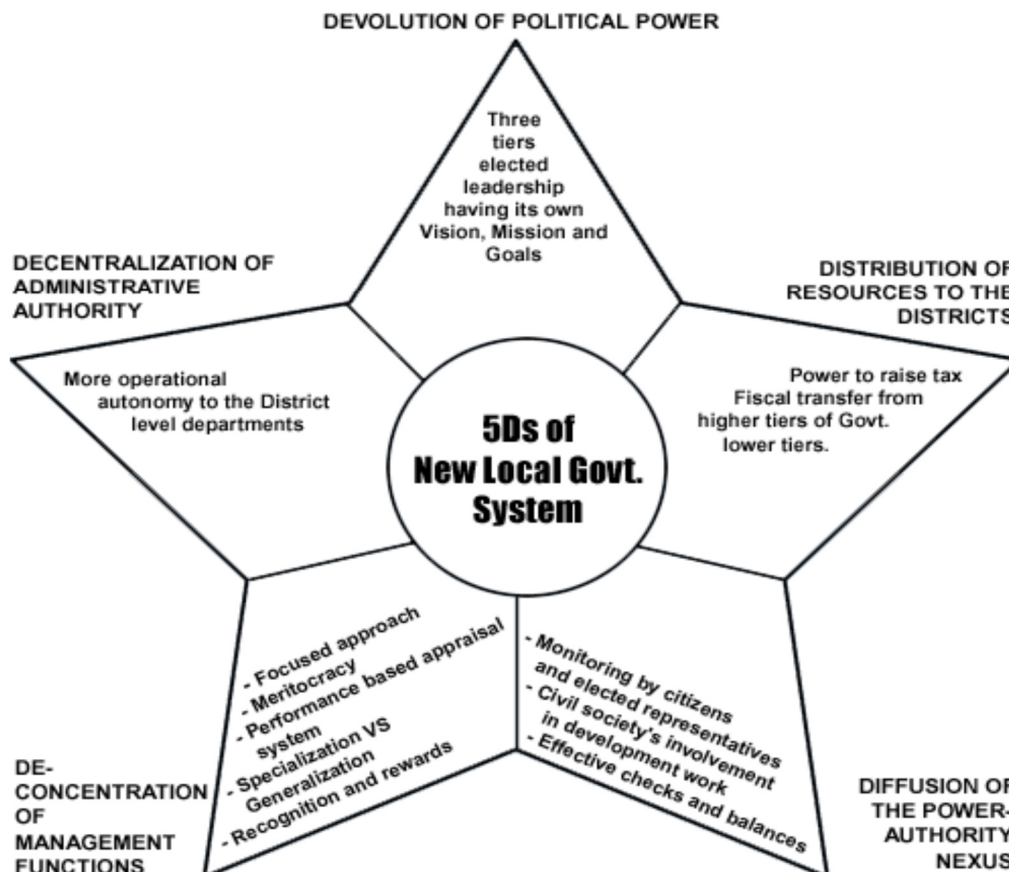 DEVOLUTION OF POLITICAL POWER
Three
tiers
elected
leadership
having its own
Vision, Mission and
Goals
DECENTRALIZATION OF
ADMINISTRATIVE
AUTHORITY
More operational
autonomy to the District
level departments
DISTRIBUTION OF
RESOURCES TO THE
DISTRICTS
Power to raise tax
Fiscal transfer from
higher tiers of Govt.
lower tiers.
5Ds of
New Local Govt.
System
- Focused approach
- Meritocracy
- Performance based appraisal
system
- Specialization VS
Generalization
- Recognition and rewards
- Monitoring by citizens
and elected representatives
- Civil society's involvement
in development work
- Effective checks and balances
DE-
CONCENTRATION
OF
MANAGEMENT
FUNCTIONS
DIFFUSION OF
THE POWER-
AUTHORITY
NEXUS